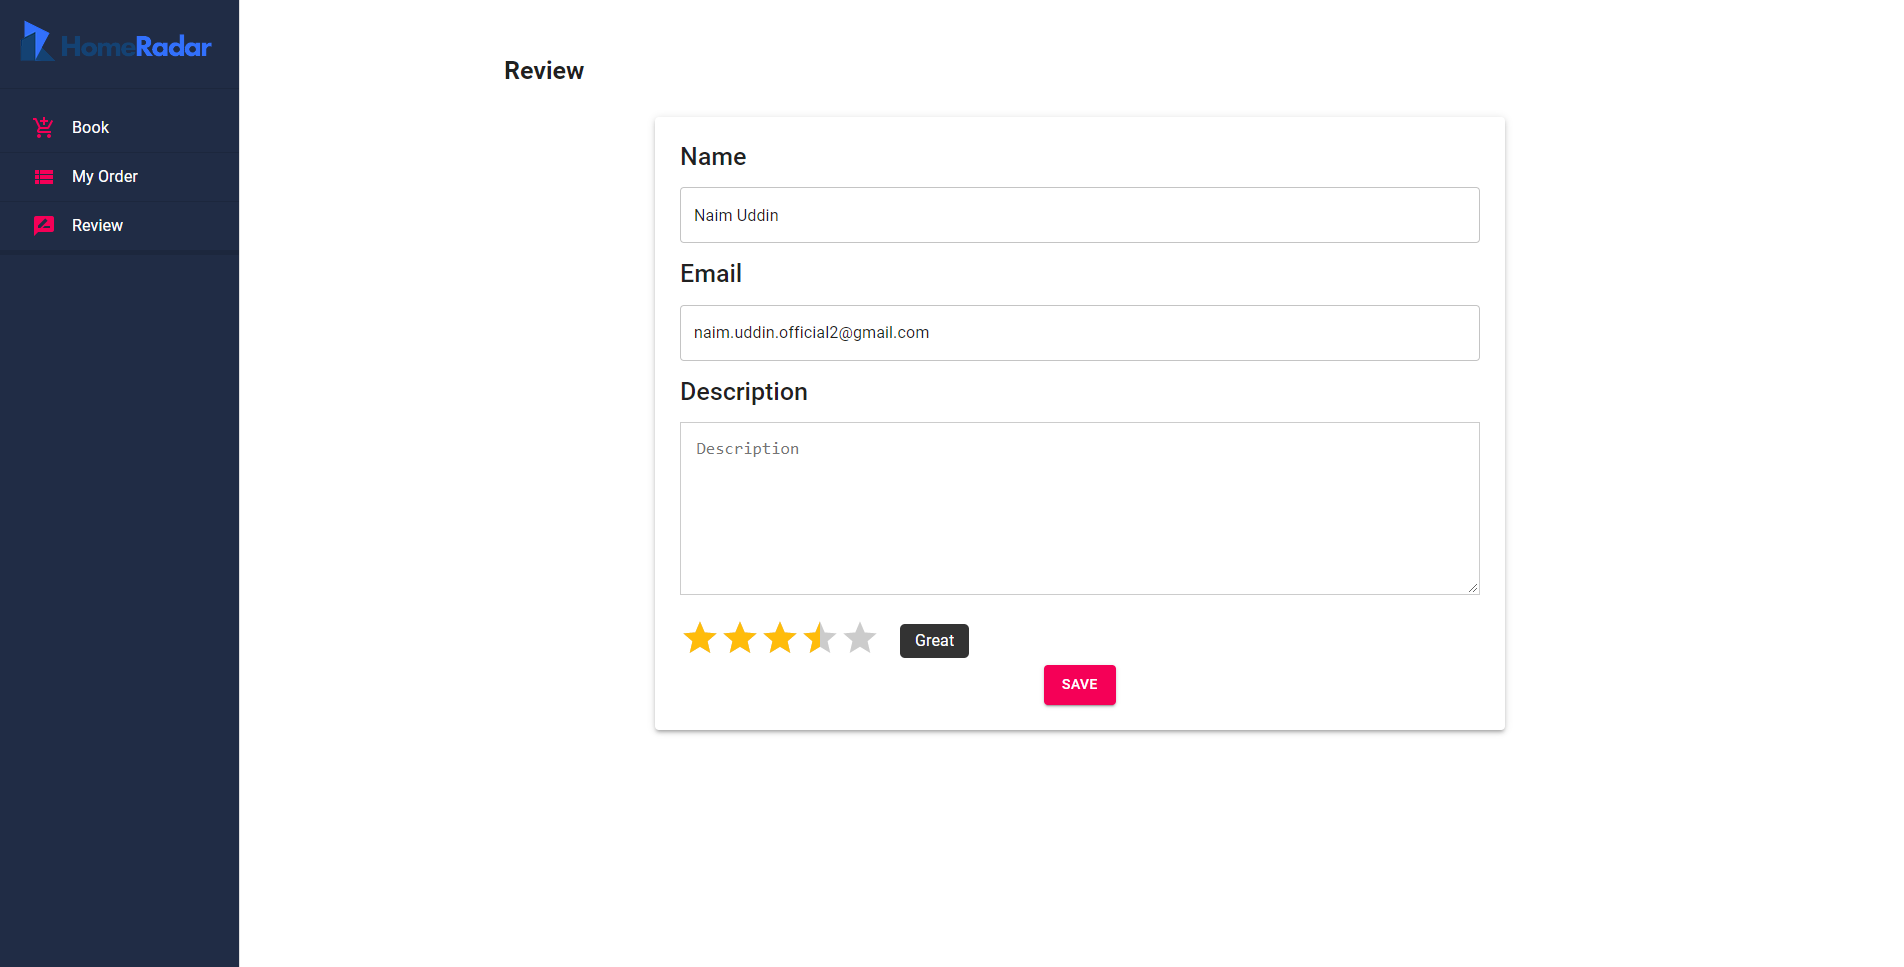 HomeRadar
Book
My Order
Review
Review
Name
Naim Uddin
Email
naim.uddin.official2@gmail.com
Description
Description
Great
SAVE